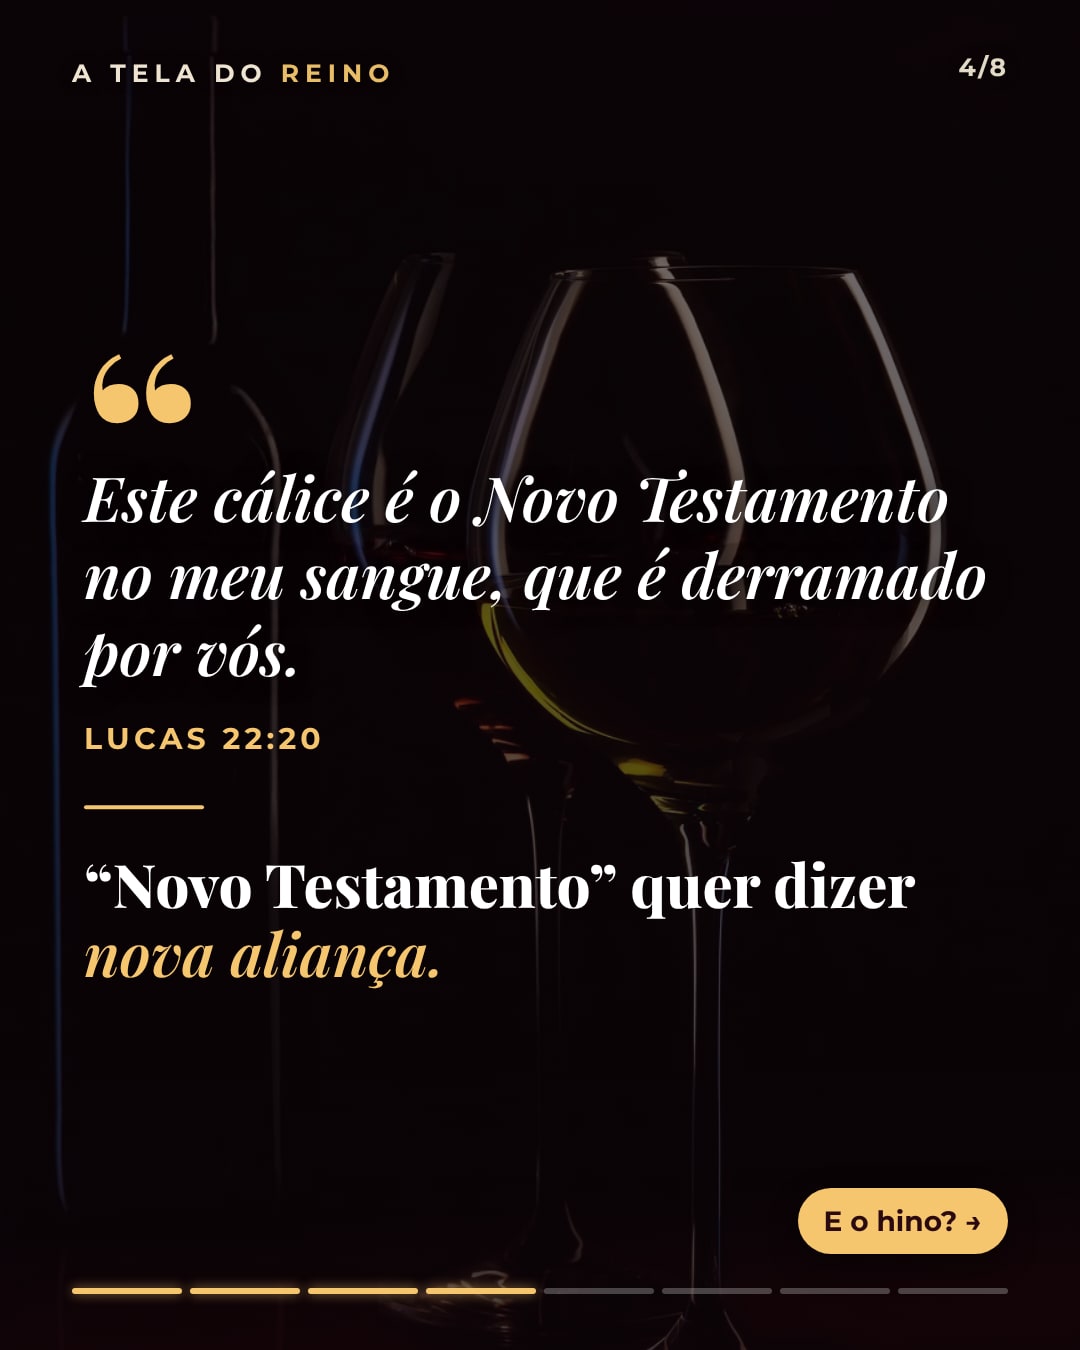 A TELA DO REINO
4/8
“
Este cálice é o Novo Testamento
no meu sangue, que é derramado
por vós.
LUCAS 22:20
“Novo Testamento” quer dizer
nova aliança.
E o hino? →